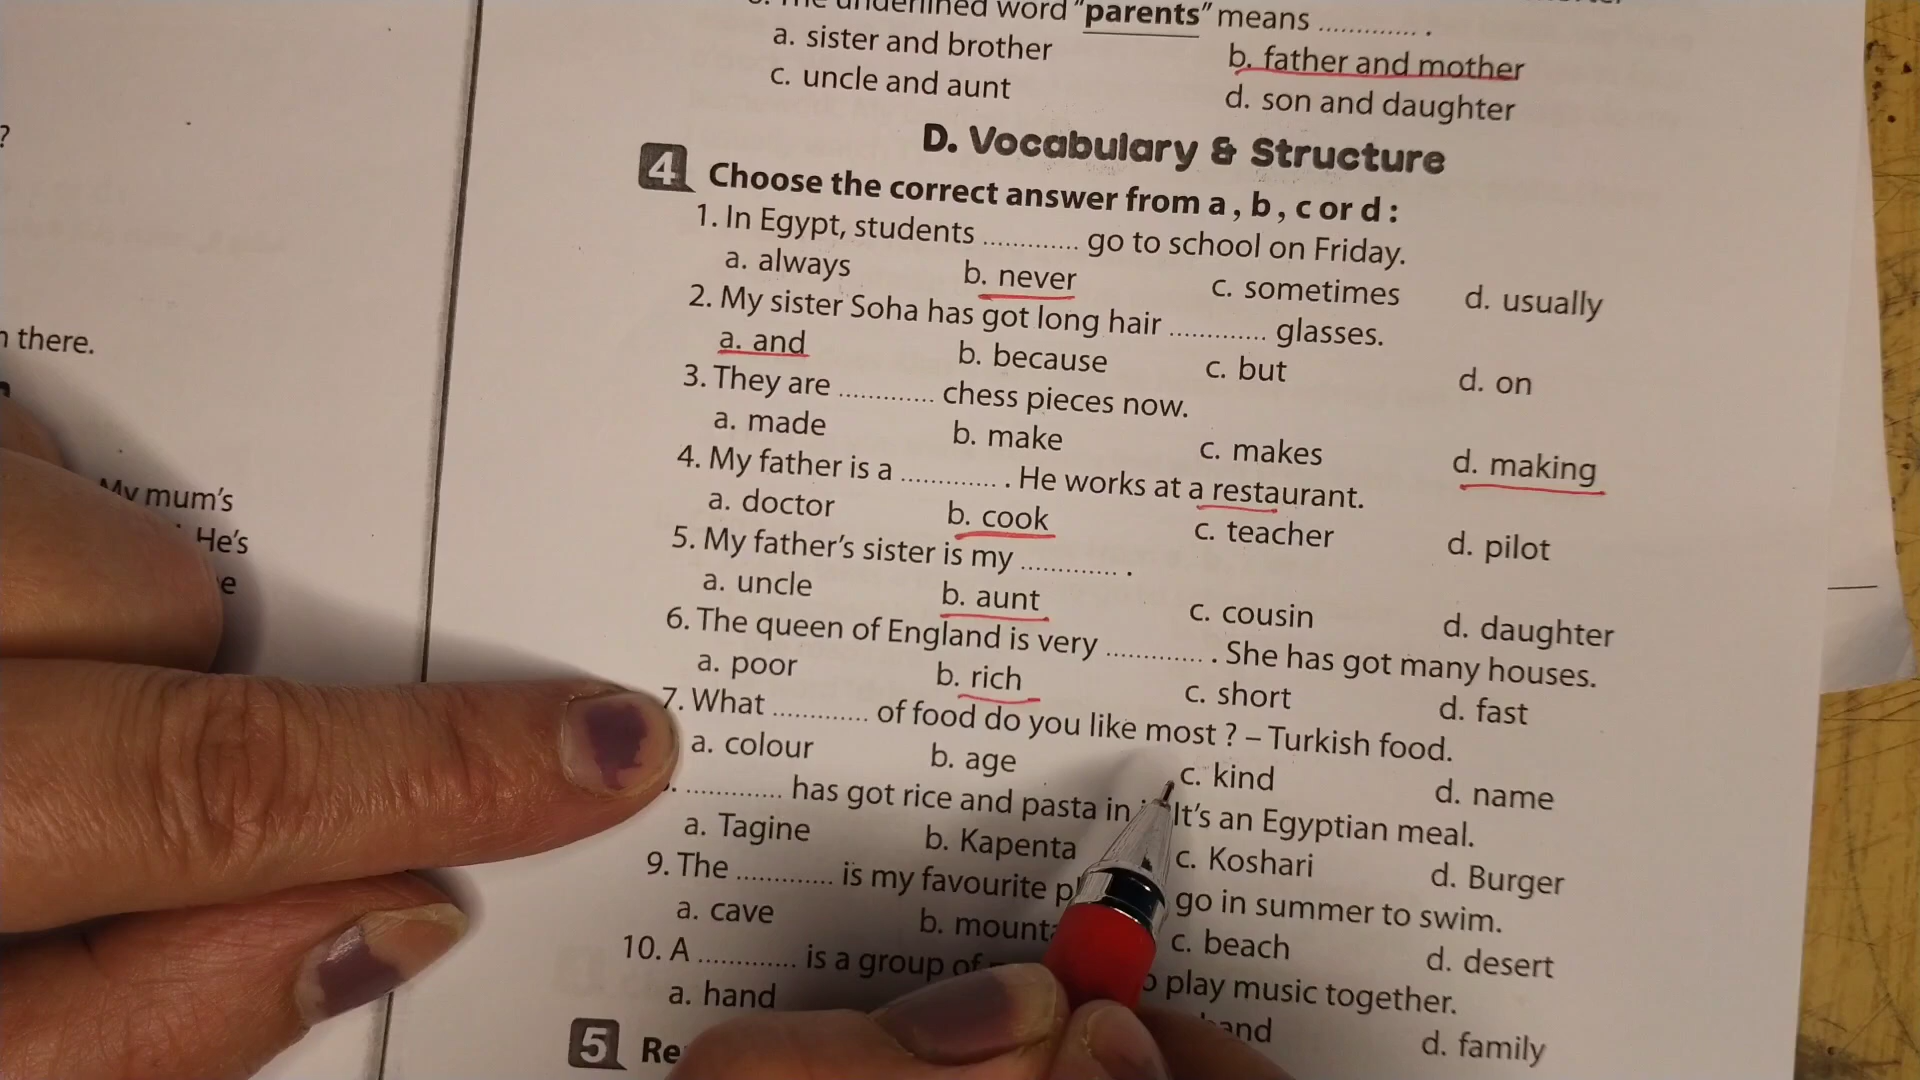 The underlined word "parents" means ............. .
a. sister and brother b. father and mother
c. uncle and aunt d. son and daughter
D. Vocabulary & Structure
4 Choose the correct answer from a , b , c or d :
1. In Egypt, students ............. go to school on Friday.
a. always b. never c. sometimes d. usually
2. My sister Soha has got long hair ............. glasses.
a. and b. because c. but d. on
3. They are ............. chess pieces now.
a. made b. make c. makes d. making
4. My father is a ............. . He works at a restaurant.
a. doctor b. cook c. teacher d. pilot
5. My father's sister is my ............. .
a. uncle b. aunt c. cousin d. daughter
6. The queen of England is very ............. . She has got many houses.
a. poor b. rich c. short d. fast
7. What ............. of food do you like most ? – Turkish food.
a. colour b. age c. kind d. name
............. has got rice and pasta in It's an Egyptian meal.
a. Tagine b. Kapenta c. Koshari d. Burger
9. The ............. is my favourite go in summer to swim.
a. cave b. c. beach d. desert
10. A ............. is a group of play music together.
a. hand d. family
5
?
there.
My mum's
He's